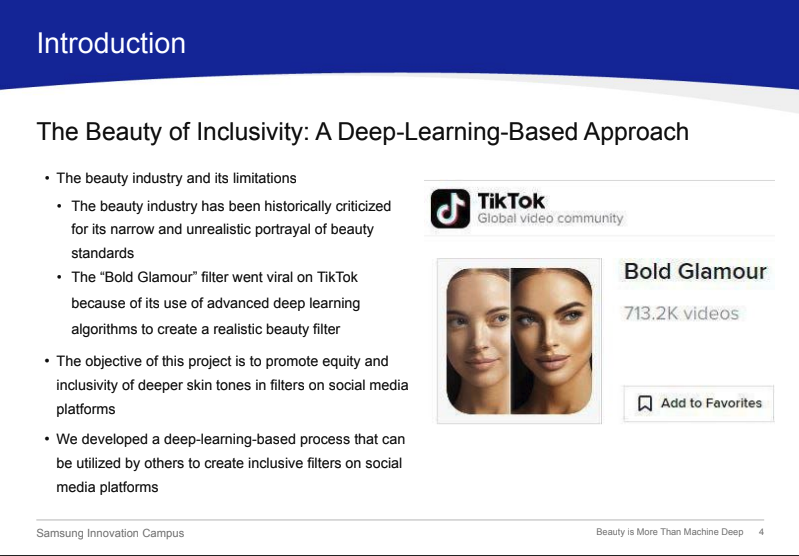 Introduction
The Beauty of Inclusivity: A Deep-Learning-Based Approach
• The beauty industry and its limitations
• The beauty industry has been historically criticized
for its narrow and unrealistic portrayal of beauty
standards
• The “Bold Glamour” filter went viral on TikTok
because of its use of advanced deep learning
algorithms to create a realistic beauty filter
• The objective of this project is to promote equity and
inclusivity of deeper skin tones in filters on social media
platforms
• We developed a deep-learning-based process that can
be utilized by others to create inclusive filters on social
media platforms
TikTok
Global video community
Bold Glamour
713.2K videos
Add to Favorites
Samsung Innovation Campus
Beauty is More Than Machine Deep 4